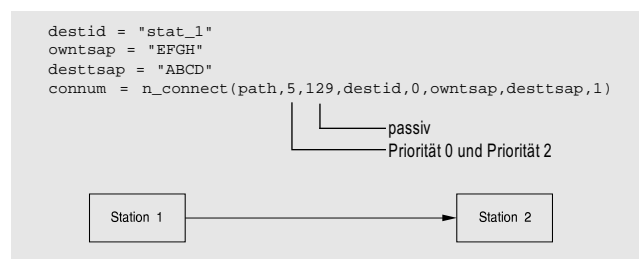 destid = "stat_1"
owntsap = "EFGH"
desttsap = "ABCD"
connum = n_connect(path,5,129,destid,0,owntsap,desttsap,1)
passiv
Priorität 0 und Priorität 2
Station 1
Station 2